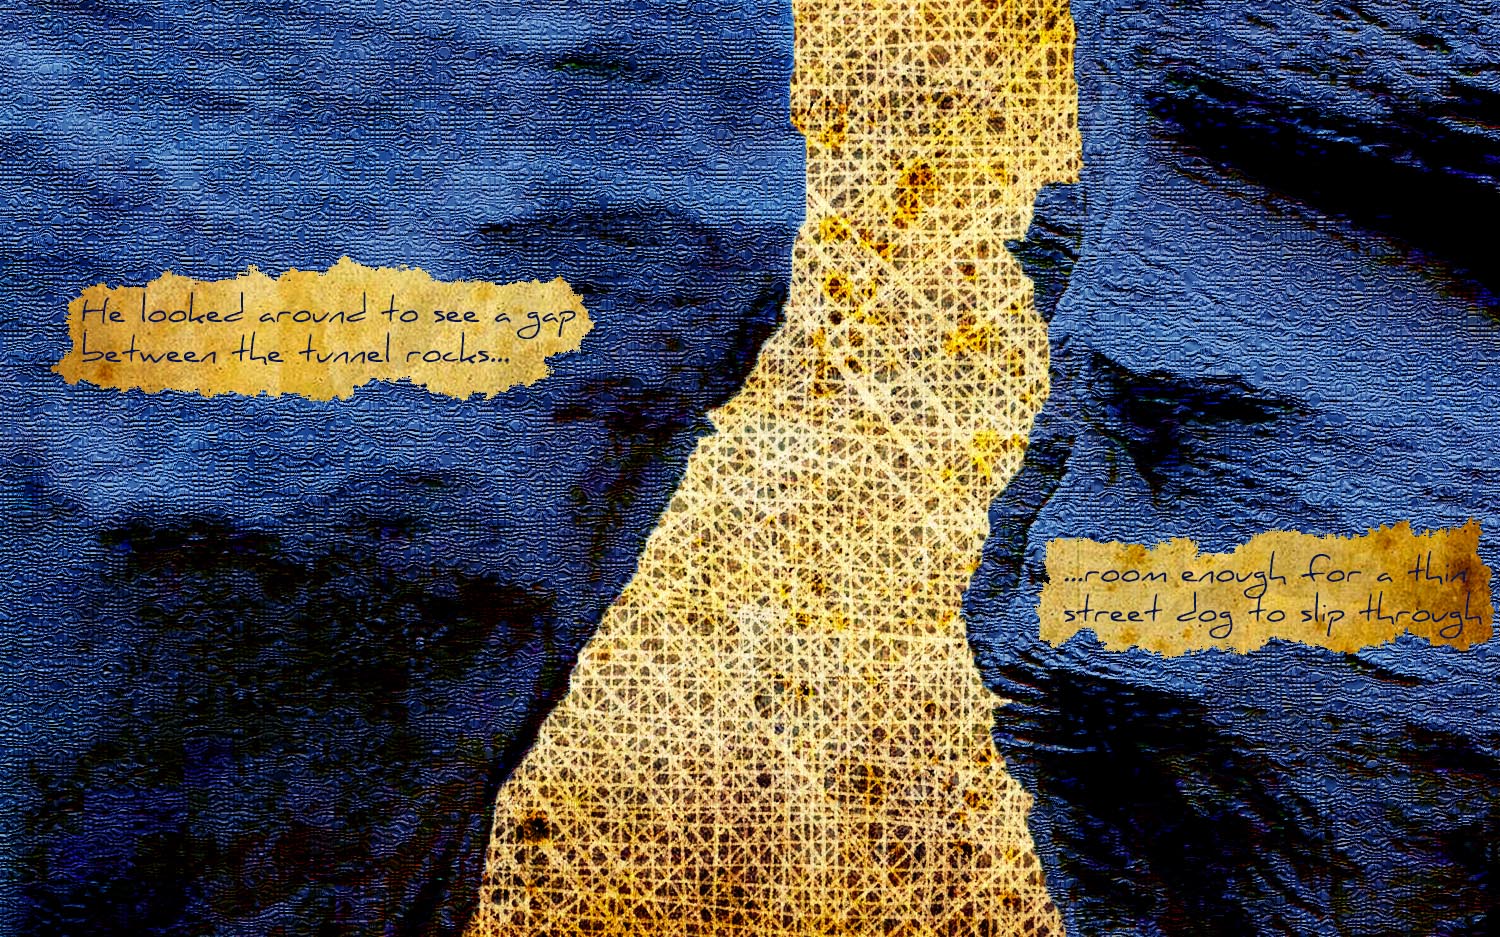 He looked around to see a gap
between the tunnel rocks...
...room enough for a thin
street dog to slip through